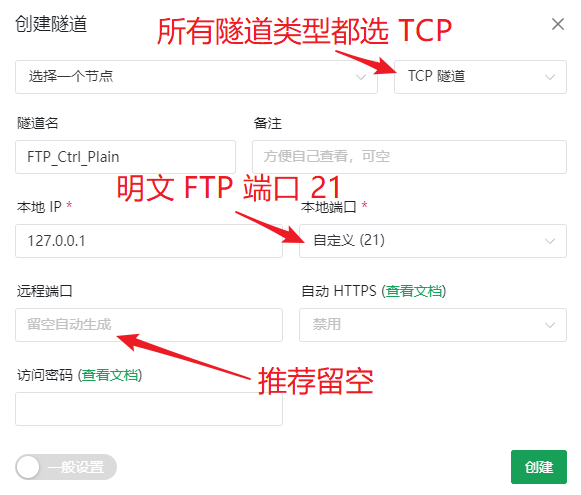 创建隧道
所有隧道类型都选 TCP
选择一个节点
TCP 隧道
隧道名
备注
FTP_Ctrl_Plain
方便自己查看，可空
明文 FTP 端口 21
本地 IP *
本地端口 *
127.0.0.1
自定义 (21)
远程端口
自动 HTTPS (查看文档)
留空自动生成
禁用
推荐留空
访问密码 (查看文档)
一般设置
创建